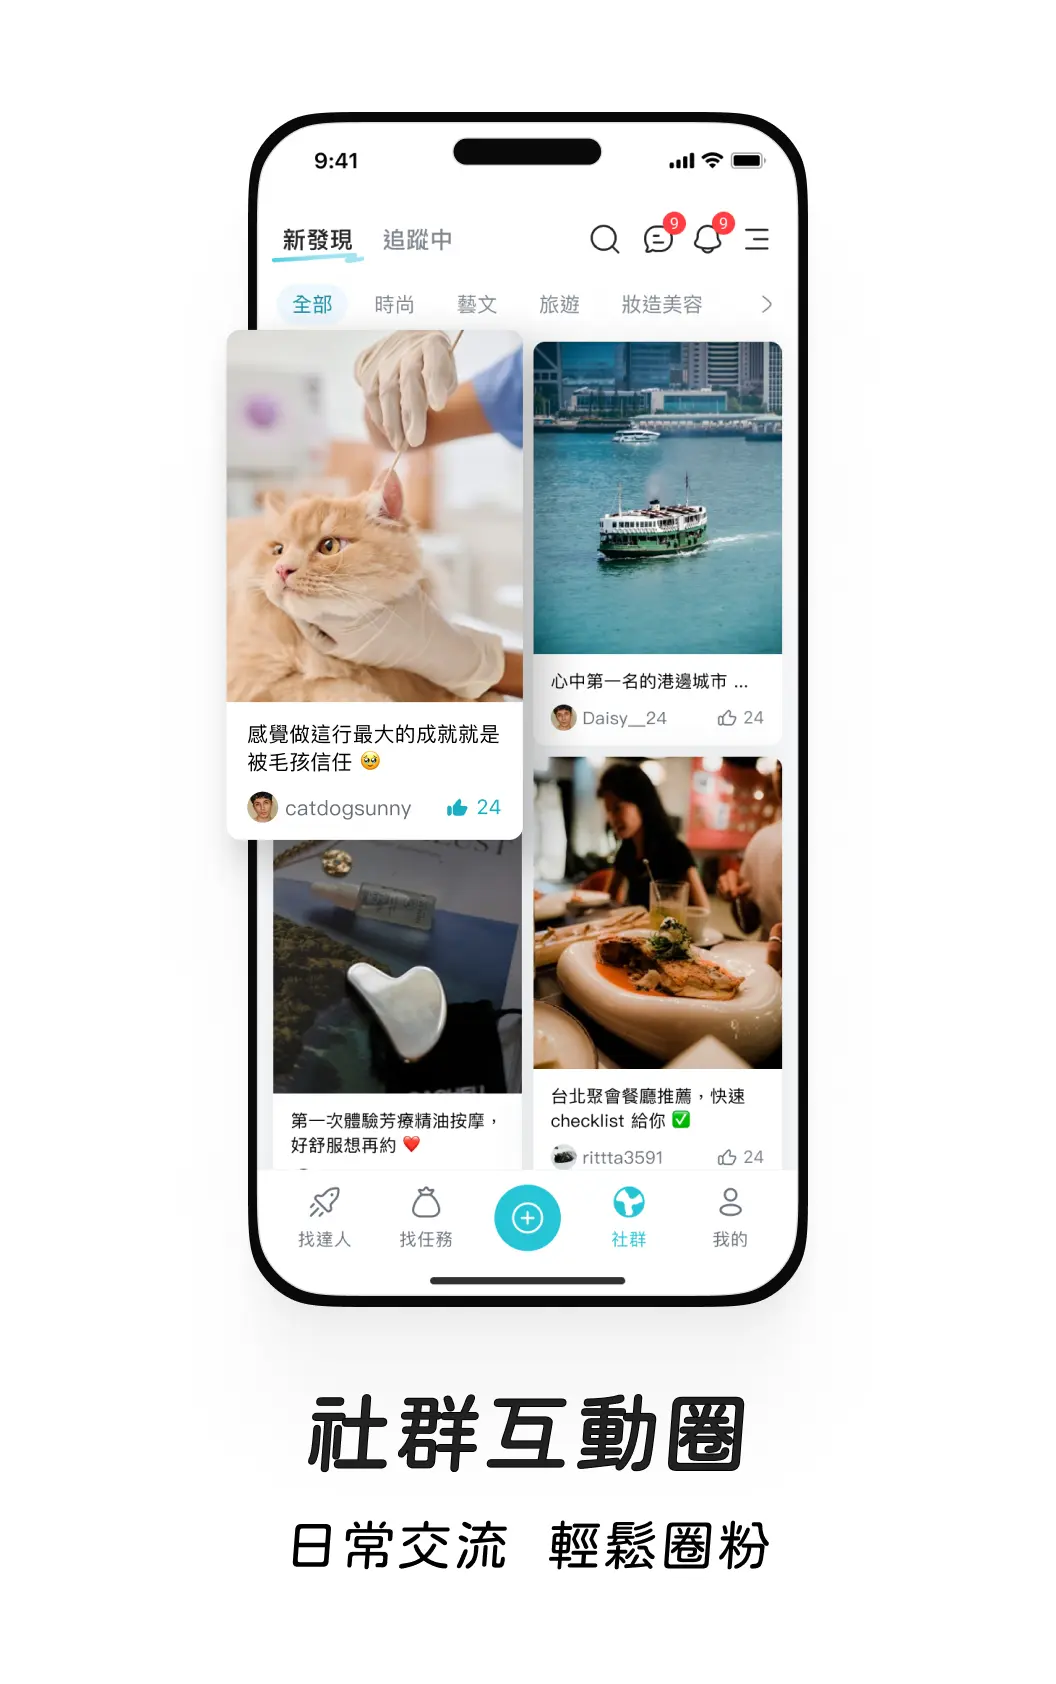 9:41
新發現 追蹤中 9 9
全部 時尚 藝文 旅遊 妝造美容
感覺做這行最大的成就就是
被毛孩信任 🥹
catdogsunny 24
心中第一名的港邊城市 ...
Daisy__24 24
第一次體驗芳療精油按摩，
好舒服想再約 ❤️
台北聚會餐廳推薦，快速
checklist 給你 ✅
rittta3591 24
找達人 找任務 社群 我的
社群互動圈
日常交流 輕鬆圈粉